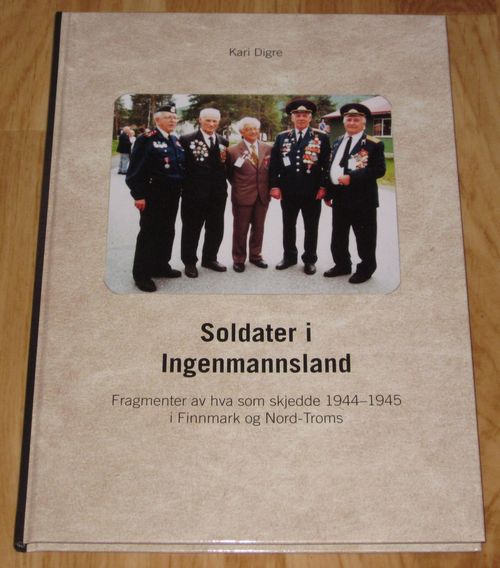 Kari Digre
Soldater i
Ingenmannsland
Fragmenter av hva som skjedde 1944–1945
i Finnmark og Nord-Troms